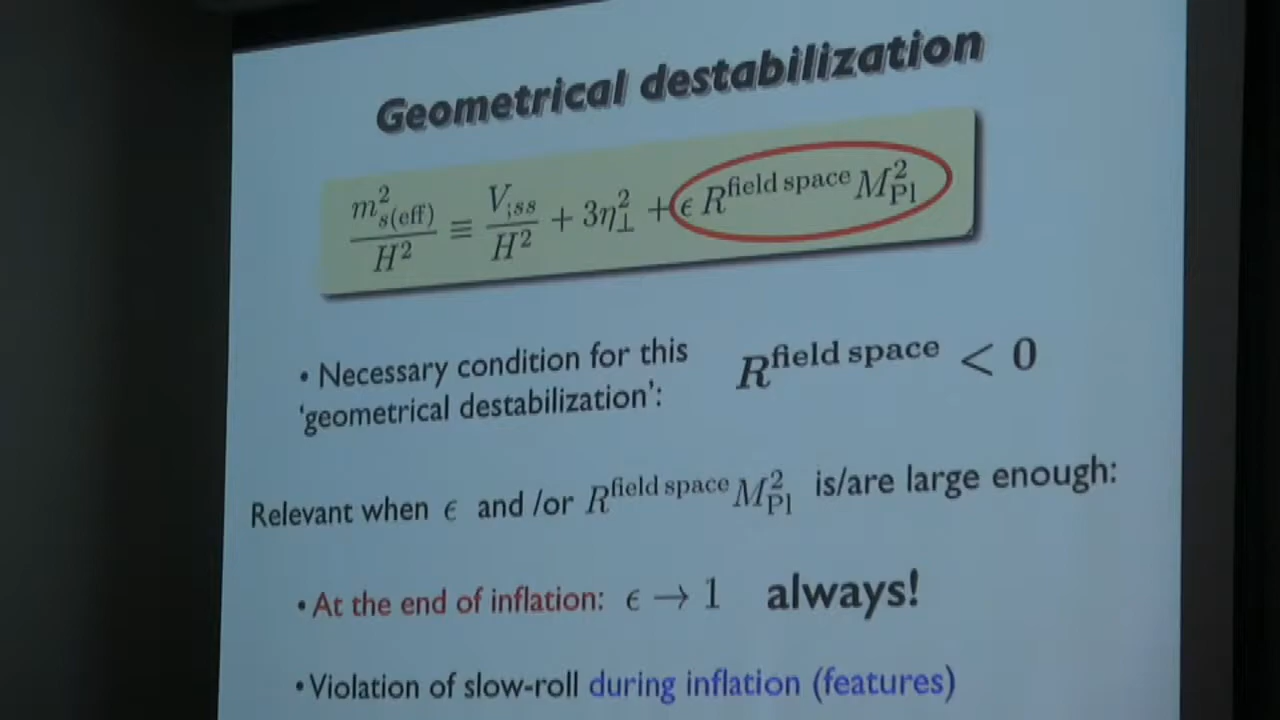 Geometrical destabilization
m²s(eff)/H² ≡ V;ss/H² + 3η⊥² + ϵ R^field space M²Pl
• Necessary condition for this R^field space < 0
'geometrical destabilization':
Relevant when ϵ and /or R^field space M²Pl is/are large enough:
• At the end of inflation: ϵ → 1 always!
• Violation of slow-roll during inflation (features)